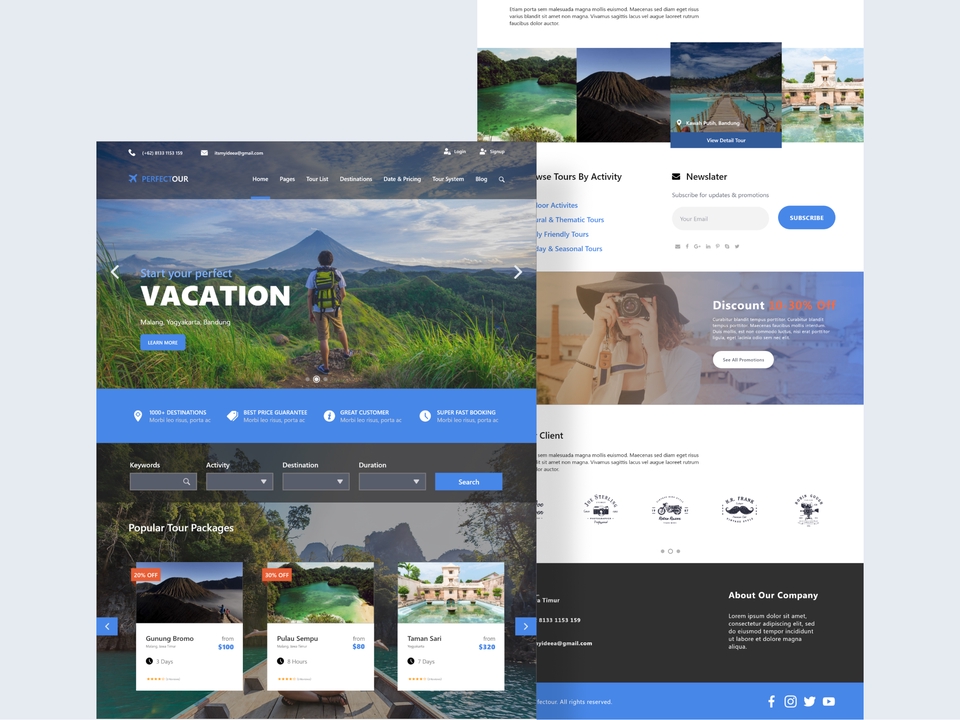 Etiam porta sem malesuada magna mollis euismod. Maecenas sed diam eget risus
varius blandit sit amet non magna. Vivamus sagittis lacus vel augue laoreet rutrum
faucibus dolor auctor.
Kawah Putih, Bandung
View Detail Tour
(+62) 8133 1153 159
itsmyideea@gmail.com
Login
Signup
PERFECTOUR
Home
Pages
Tour List
Destinations
Date & Pricing
Tour System
Blog
Start your perfect
VACATION
Malang, Yogyakarta, Bandung
LEARN MORE
1000+ DESTINATIONS
Morbi leo risus, porta ac
BEST PRICE GUARANTEE
Morbi leo risus, porta ac
GREAT CUSTOMER
Morbi leo risus, porta ac
SUPER FAST BOOKING
Morbi leo risus, porta ac
Keywords
Activity
Destination
Duration
Search
Popular Tour Packages
20% OFF
Gunung Bromo
from
Malang, Jawa Timur
$100
3 Days
30% OFF
Pulau Sempu
from
Malang, Jawa Timur
$80
8 Hours
Taman Sari
from
Yogyakarta
$320
7 Days
wse Tours By Activity
loor Activites
ural & Thematic Tours
ly Friendly Tours
day & Seasonal Tours
Newslater
Subscribe for updates & promotions
Your Email
SUBSCRIBE
Discount 10-30% Off
Curabitur blandit tempus porttitor. Curabitur blandit
tempus porttitor. Maecenas faucibus mollis interdum.
Duis mollis, est non commodo luctus, nisi erat porttitor
ligula, eget lacinia odio sem nec elit.
See All Promotions
Client
sem malesuada magna mollis euismod. Maecenas sed diam eget risus
dit sit amet non magna. Vivamus sagittis lacus vel augue laoreet rutrum
or auctor.
JOE STERLING
Retro Racers
H.R. FRANK
VINTAGE STYLE
a Timur
8133 1153 159
myideea@gmail.com
About Our Company
Lorem ipsum dolor sit amet,
consectetur adipiscing elit, sed
do eiusmod tempor incididunt
ut labore et dolore magna
aliqua.
fectour. All rights reserved.